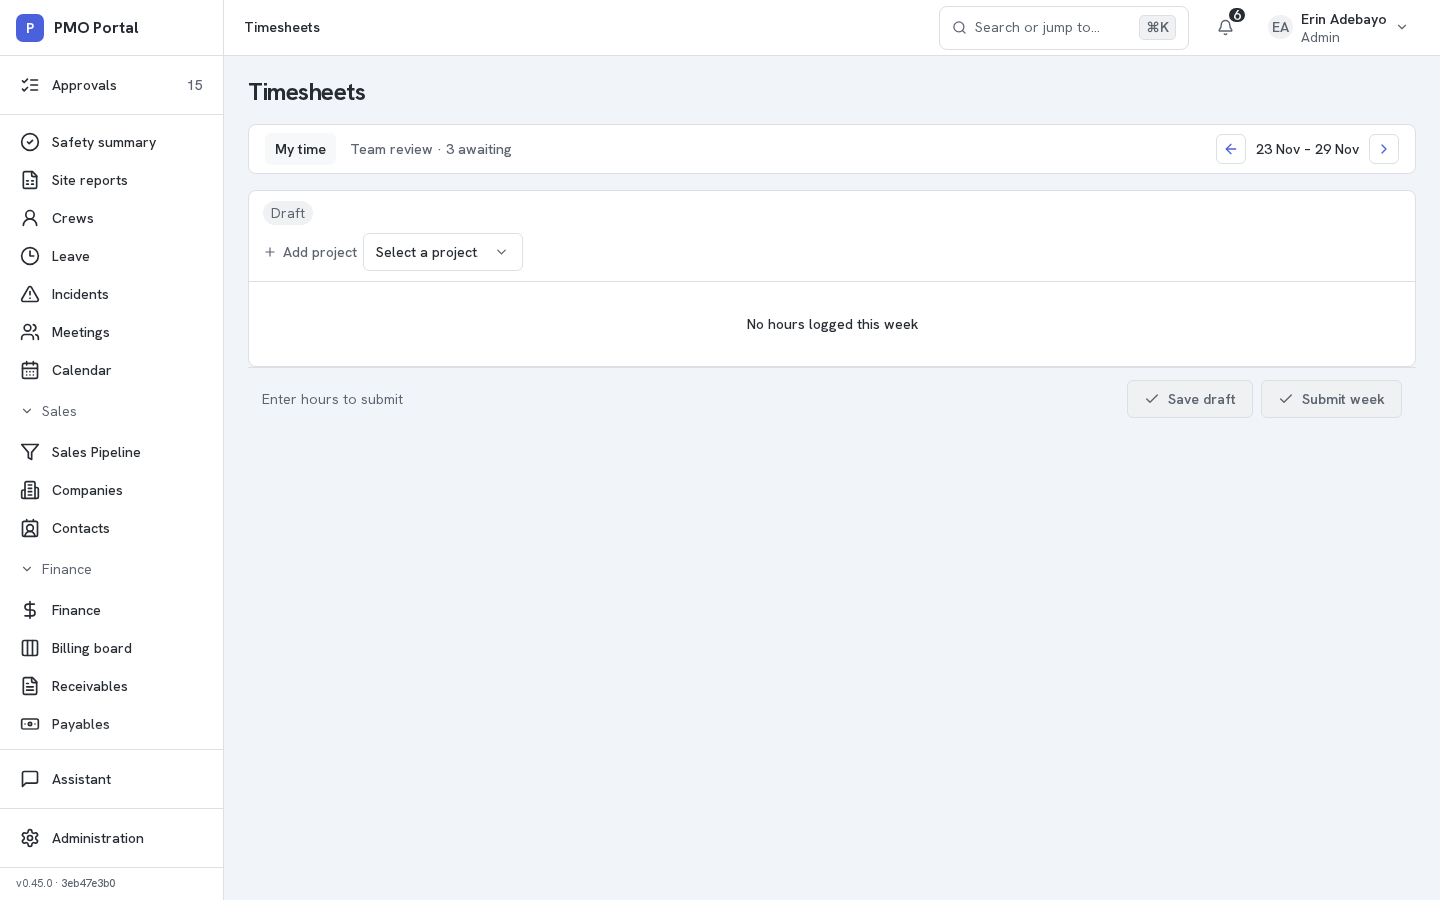 P PMO Portal
Timesheets
Search or jump to... ⌘K
6
EA Erin Adebayo
Admin
Approvals 15
Safety summary
Site reports
Crews
Leave
Incidents
Meetings
Calendar
Sales
Sales Pipeline
Companies
Contacts
Finance
Finance
Billing board
Receivables
Payables
Assistant
Administration
v0.45.0 · 3eb47e3b0
Timesheets
My time Team review · 3 awaiting 23 Nov – 29 Nov
Draft
Add project Select a project
No hours logged this week
Enter hours to submit Save draft Submit week